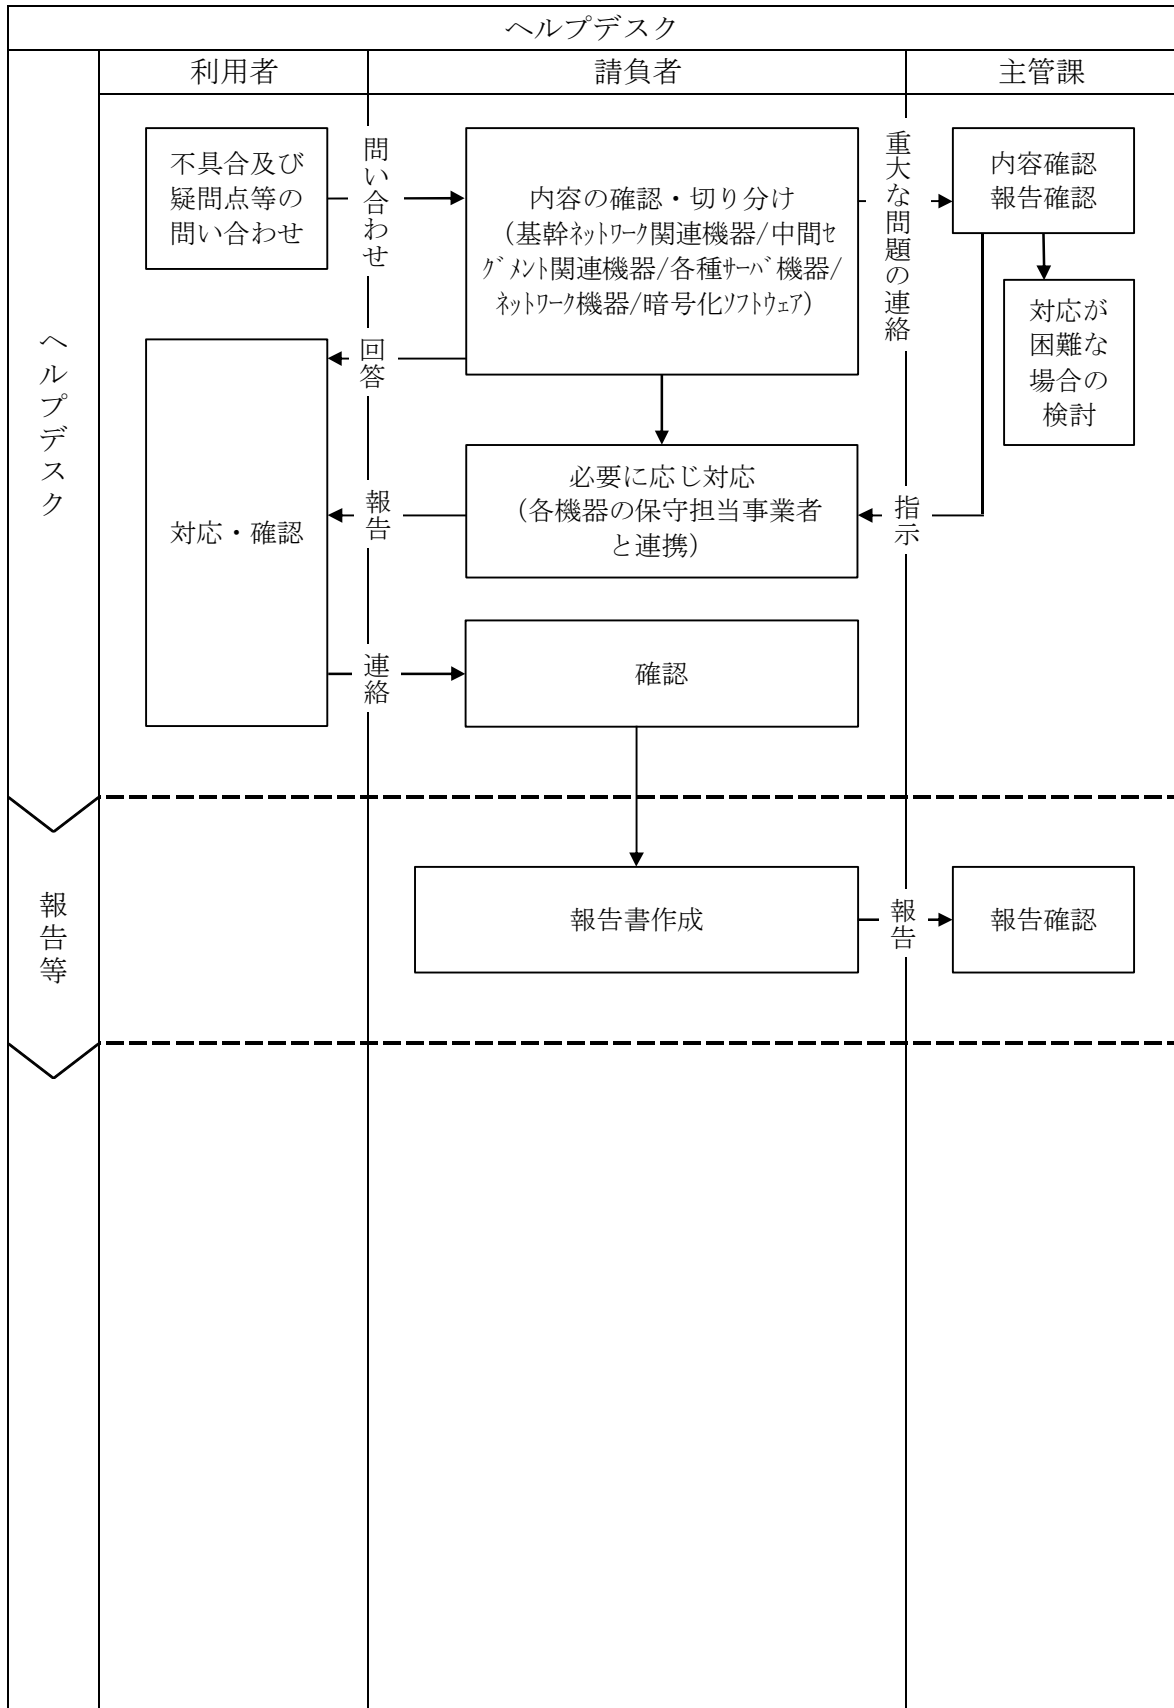 ヘルプデスク
利用者
請負者
主管課
ヘルプデスク
不具合及び
疑問点等の
問い合わせ
問い合わせ
内容の確認・切り分け
（基幹ﾈｯﾄﾜｰｸ関連機器/中間ｾ
ｸﾞﾒﾝﾄ関連機器/各種ｻｰﾊﾞ機器/
ﾈｯﾄﾜｰｸ機器/暗号化ｿﾌﾄｳｪｱ）
重大な問題の連絡
内容確認
報告確認
対応が
困難な
場合の
検討
回答
対応・確認
報告
必要に応じ対応
（各機器の保守担当事業者
と連携）
指示
連絡
確認
報告等
報告書作成
報告
報告確認